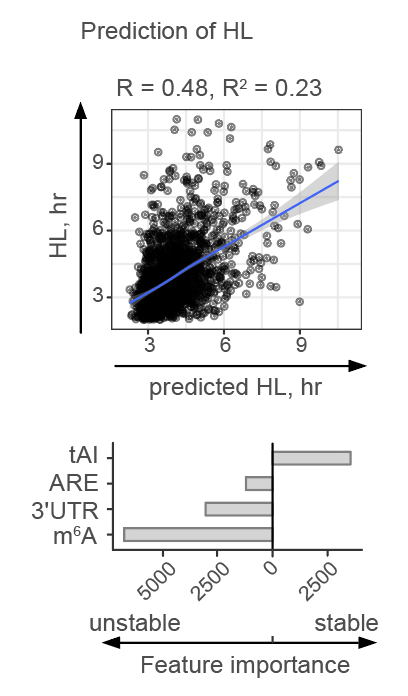 Prediction of HL
R = 0.48, R² = 0.23
9
6
3
HL, hr
3 6 9
predicted HL, hr
tAI
ARE
3'UTR
m⁶A
5000 2500 0 2500
unstable stable
Feature importance